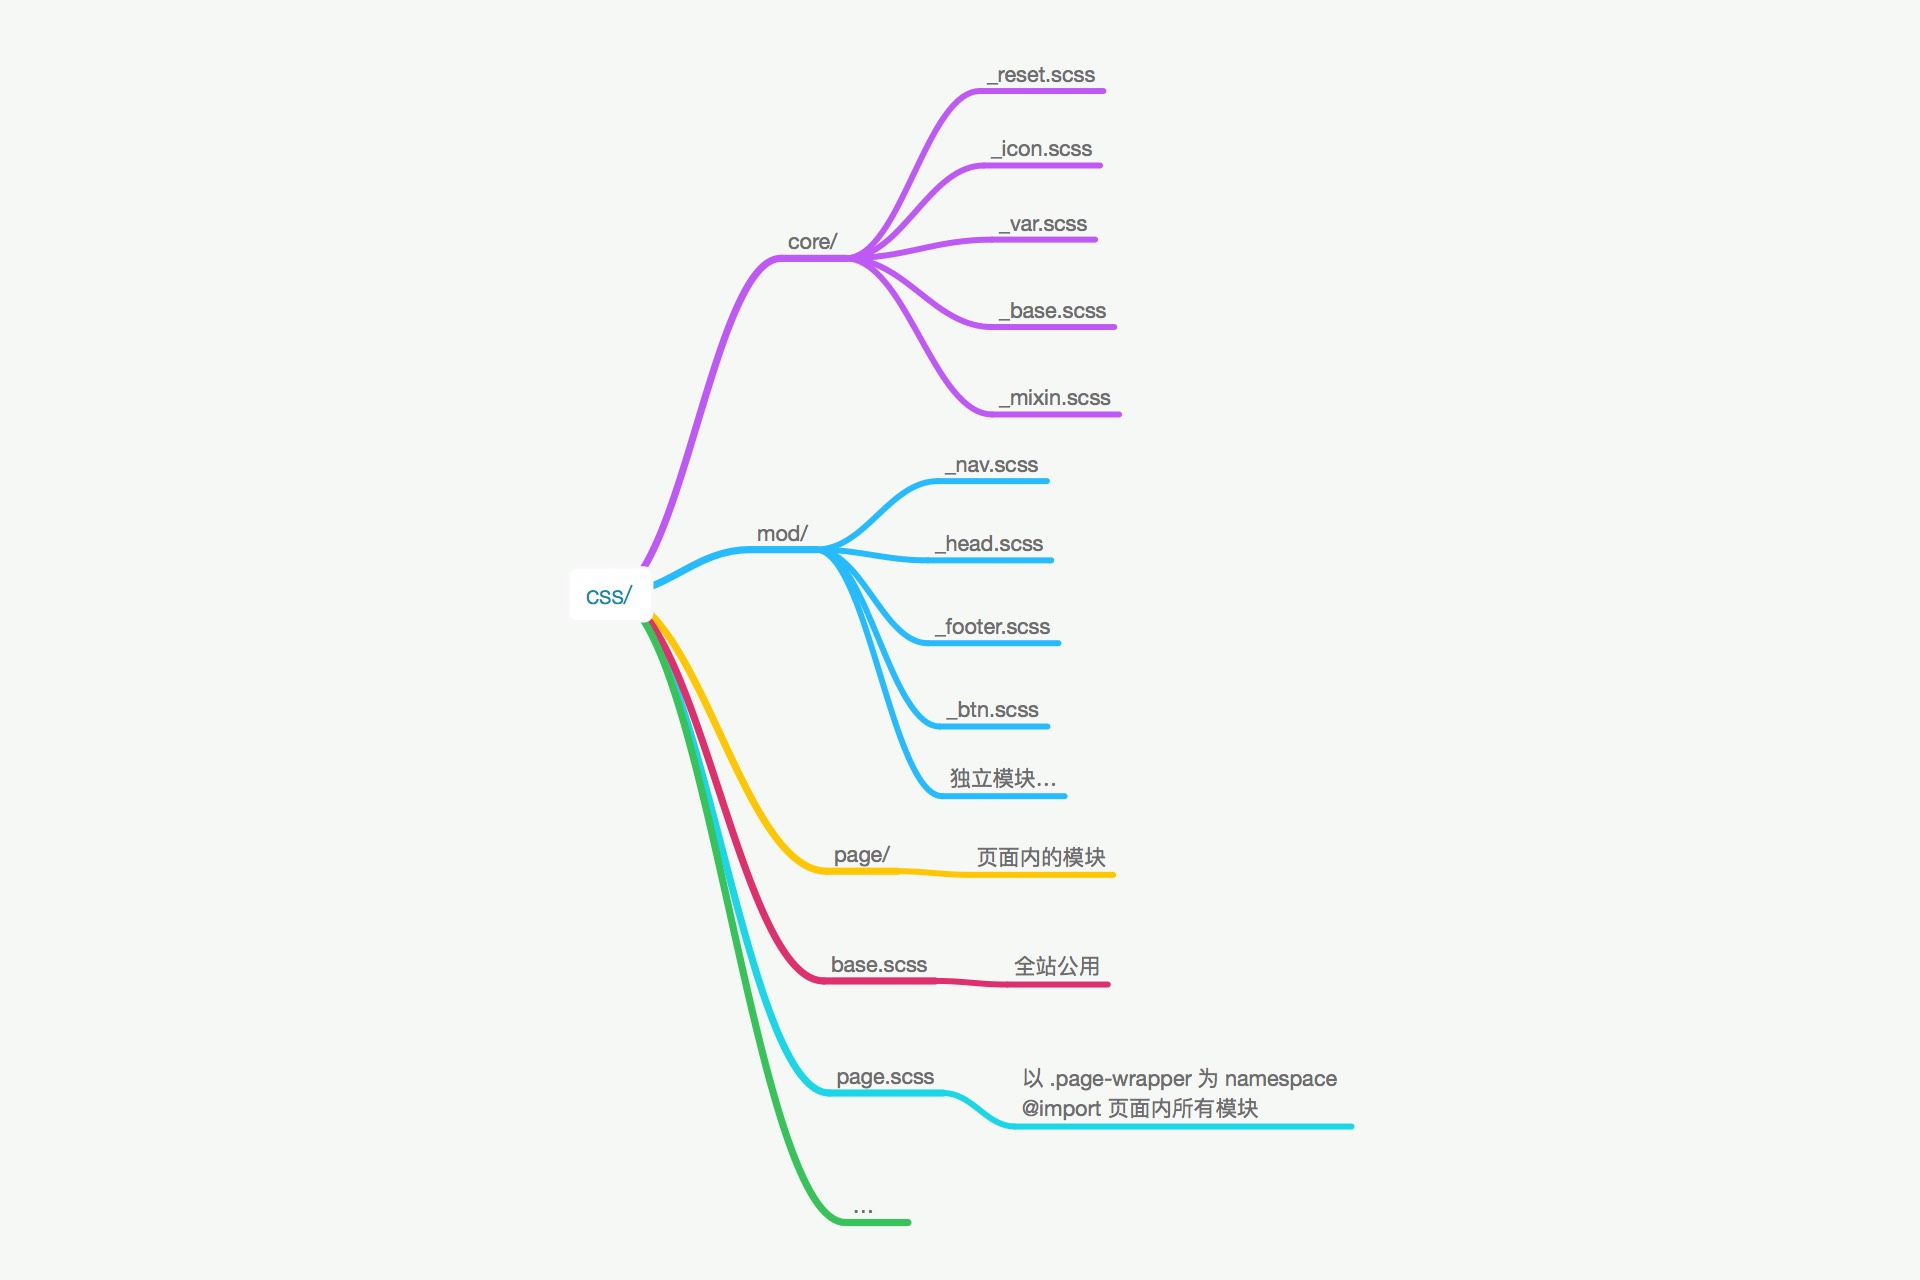 _reset.scss
_icon.scss
_var.scss
core/
_base.scss
_mixin.scss
_nav.scss
mod/
_head.scss
css/
_footer.scss
_btn.scss
独立模块...
page/
页面内的模块
base.scss
全站公用
page.scss
以 .page-wrapper 为 namespace
@import 页面内所有模块
...